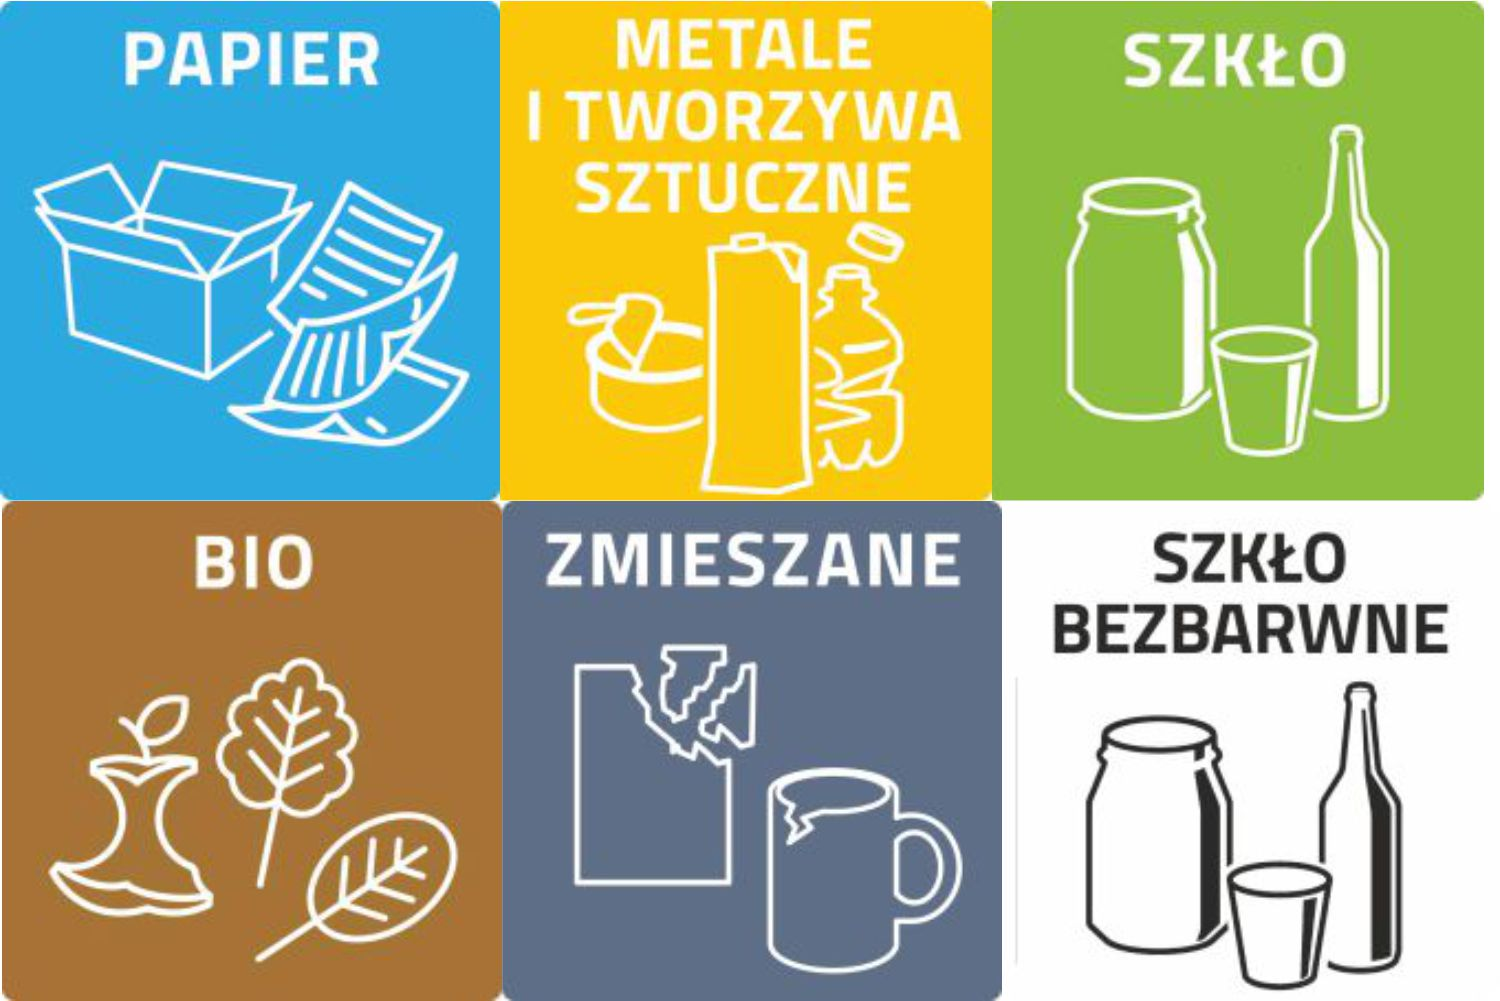 PAPIER
METALE
I TWORZYWA
SZTUCZNE
SZKŁO
BIO
ZMIESZANE
SZKŁO
BEZBARWNE